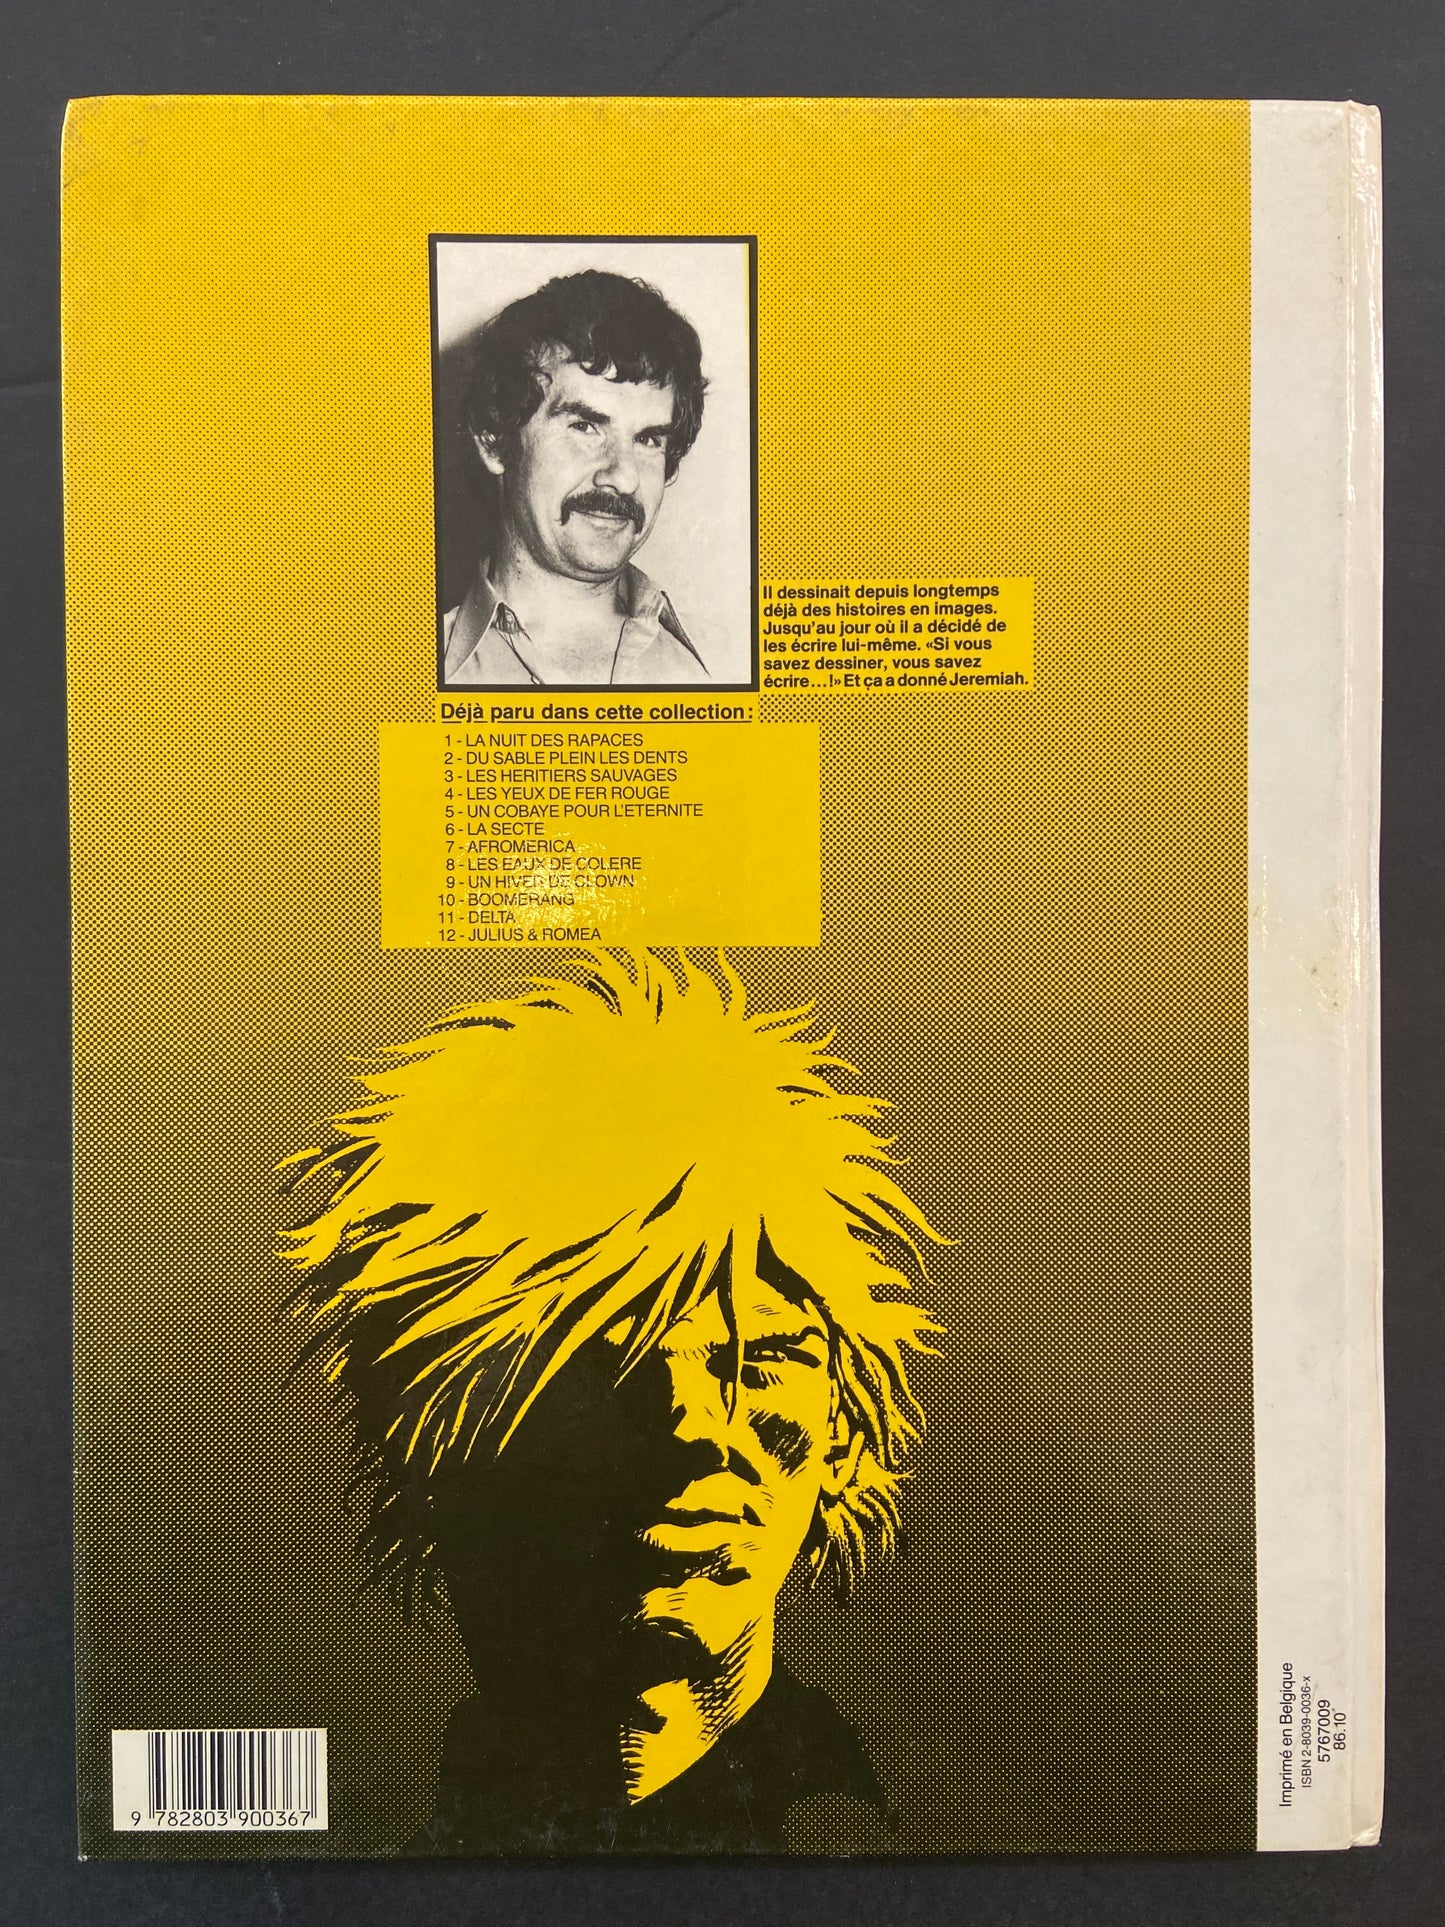 Il dessinait depuis longtemps
déjà des histoires en images.
Jusqu'au jour où il a décidé de
les écrire lui-même. «Si vous
savez dessiner, vous savez
écrire...!» Et ça a donné Jeremiah.
Déjà paru dans cette collection:
1 - LA NUIT DES RAPACES
2 - DU SABLE PLEIN LES DENTS
3 - LES HERITIERS SAUVAGES
4 - LES YEUX DE FER ROUGE
5 - UN COBAYE POUR L'ETERNITE
6 - LA SECTE
7 - AFROMERICA
8 - LES EAUX DE COLERE
9 - UN HIVER DE CLOWN
10 - BOOMERANG
11 - DELTA
12 - JULIUS & ROMEA
Imprimé en Belgique
ISBN 2-8039-0036-x
5767009
86.10
9 782803 900367